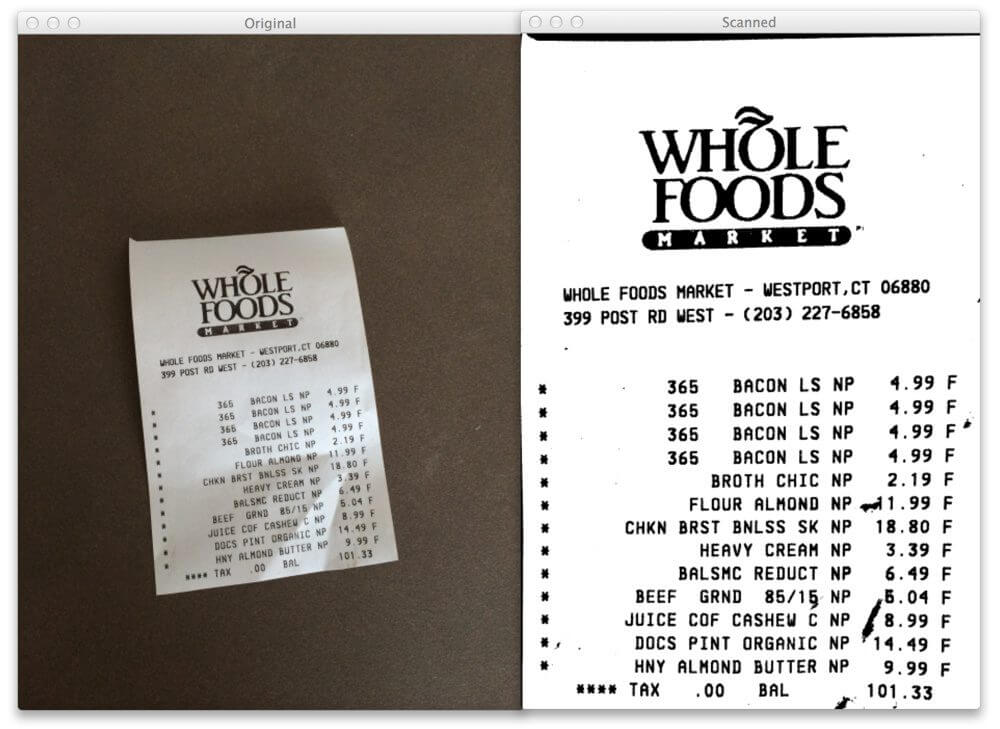 Original
WHOLE
FOODS
MARKET
WHOLE FOODS MARKET - WESTPORT,CT 06880
399 POST RD WEST - (203) 227-6858
* 365 BACON LS NP 4.99 F
* 365 BACON LS NP 4.99 F
* 365 BACON LS NP 4.99 F
* 365 BACON LS NP 4.99 F
* BROTH CHIC NP 2.19 F
* FLOUR ALMOND NP 11.99 F
* CHKN BRST BNLSS SK NP 18.80 F
* HEAVY CREAM NP 3.39 F
* BALSMC REDUCT NP 6.49 F
* BEEF GRND 85/15 NP 5.04 F
* JUICE COF CASHEW C NP 8.99 F
* DOCS PINT ORGANIC NP 14.49 F
* HNY ALMOND BUTTER NP 9.99 F
**** TAX .00 BAL 101.33
Scanned
WHOLE
FOODS
MARKET
WHOLE FOODS MARKET - WESTPORT,CT 06880
399 POST RD WEST - (203) 227-6858
* 365 BACON LS NP 4.99 F
* 365 BACON LS NP 4.99 F
* 365 BACON LS NP 4.99 F
* 365 BACON LS NP 4.99 F
* BROTH CHIC NP 2.19 F
* FLOUR ALMOND NP 11.99 F
* CHKN BRST BNLSS SK NP 18.80 F
* HEAVY CREAM NP 3.39 F
* BALSMC REDUCT NP 6.49 F
* BEEF GRND 85/15 NP 5.04 F
* JUICE COF CASHEW C NP 8.99 F
* DOCS PINT ORGANIC NP 14.49 F
* HNY ALMOND BUTTER NP 9.99 F
**** TAX .00 BAL 101.33